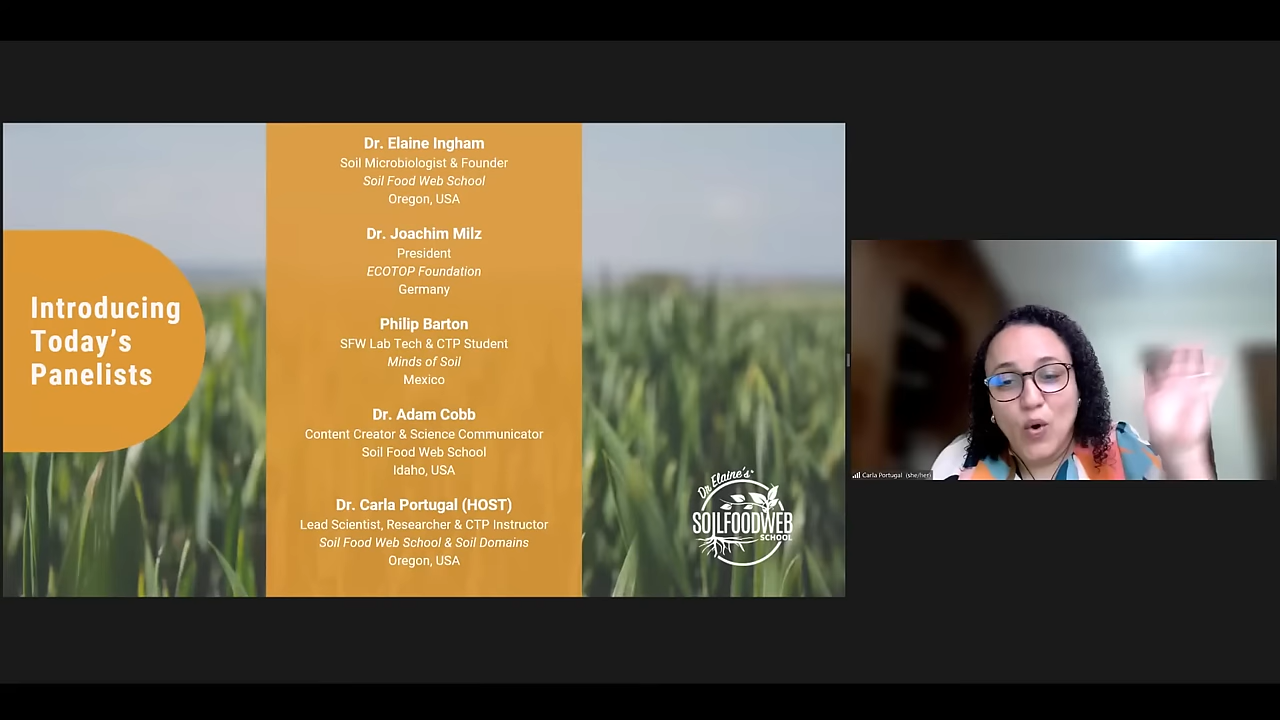 Introducing
Today's
Panelists
Dr. Elaine Ingham
Soil Microbiologist & Founder
Soil Food Web School
Oregon, USA
Dr. Joachim Milz
President
ECOTOP Foundation
Germany
Philip Barton
SFW Lab Tech & CTP Student
Minds of Soil
Mexico
Dr. Adam Cobb
Content Creator & Science Communicator
Soil Food Web School
Idaho, USA
Dr. Carla Portugal (HOST)
Lead Scientist, Researcher & CTP Instructor
Soil Food Web School & Soil Domains
Oregon, USA
Dr Elaine's™
SOILFOODWEB
SCHOOL
Carla Portugal (she/her)